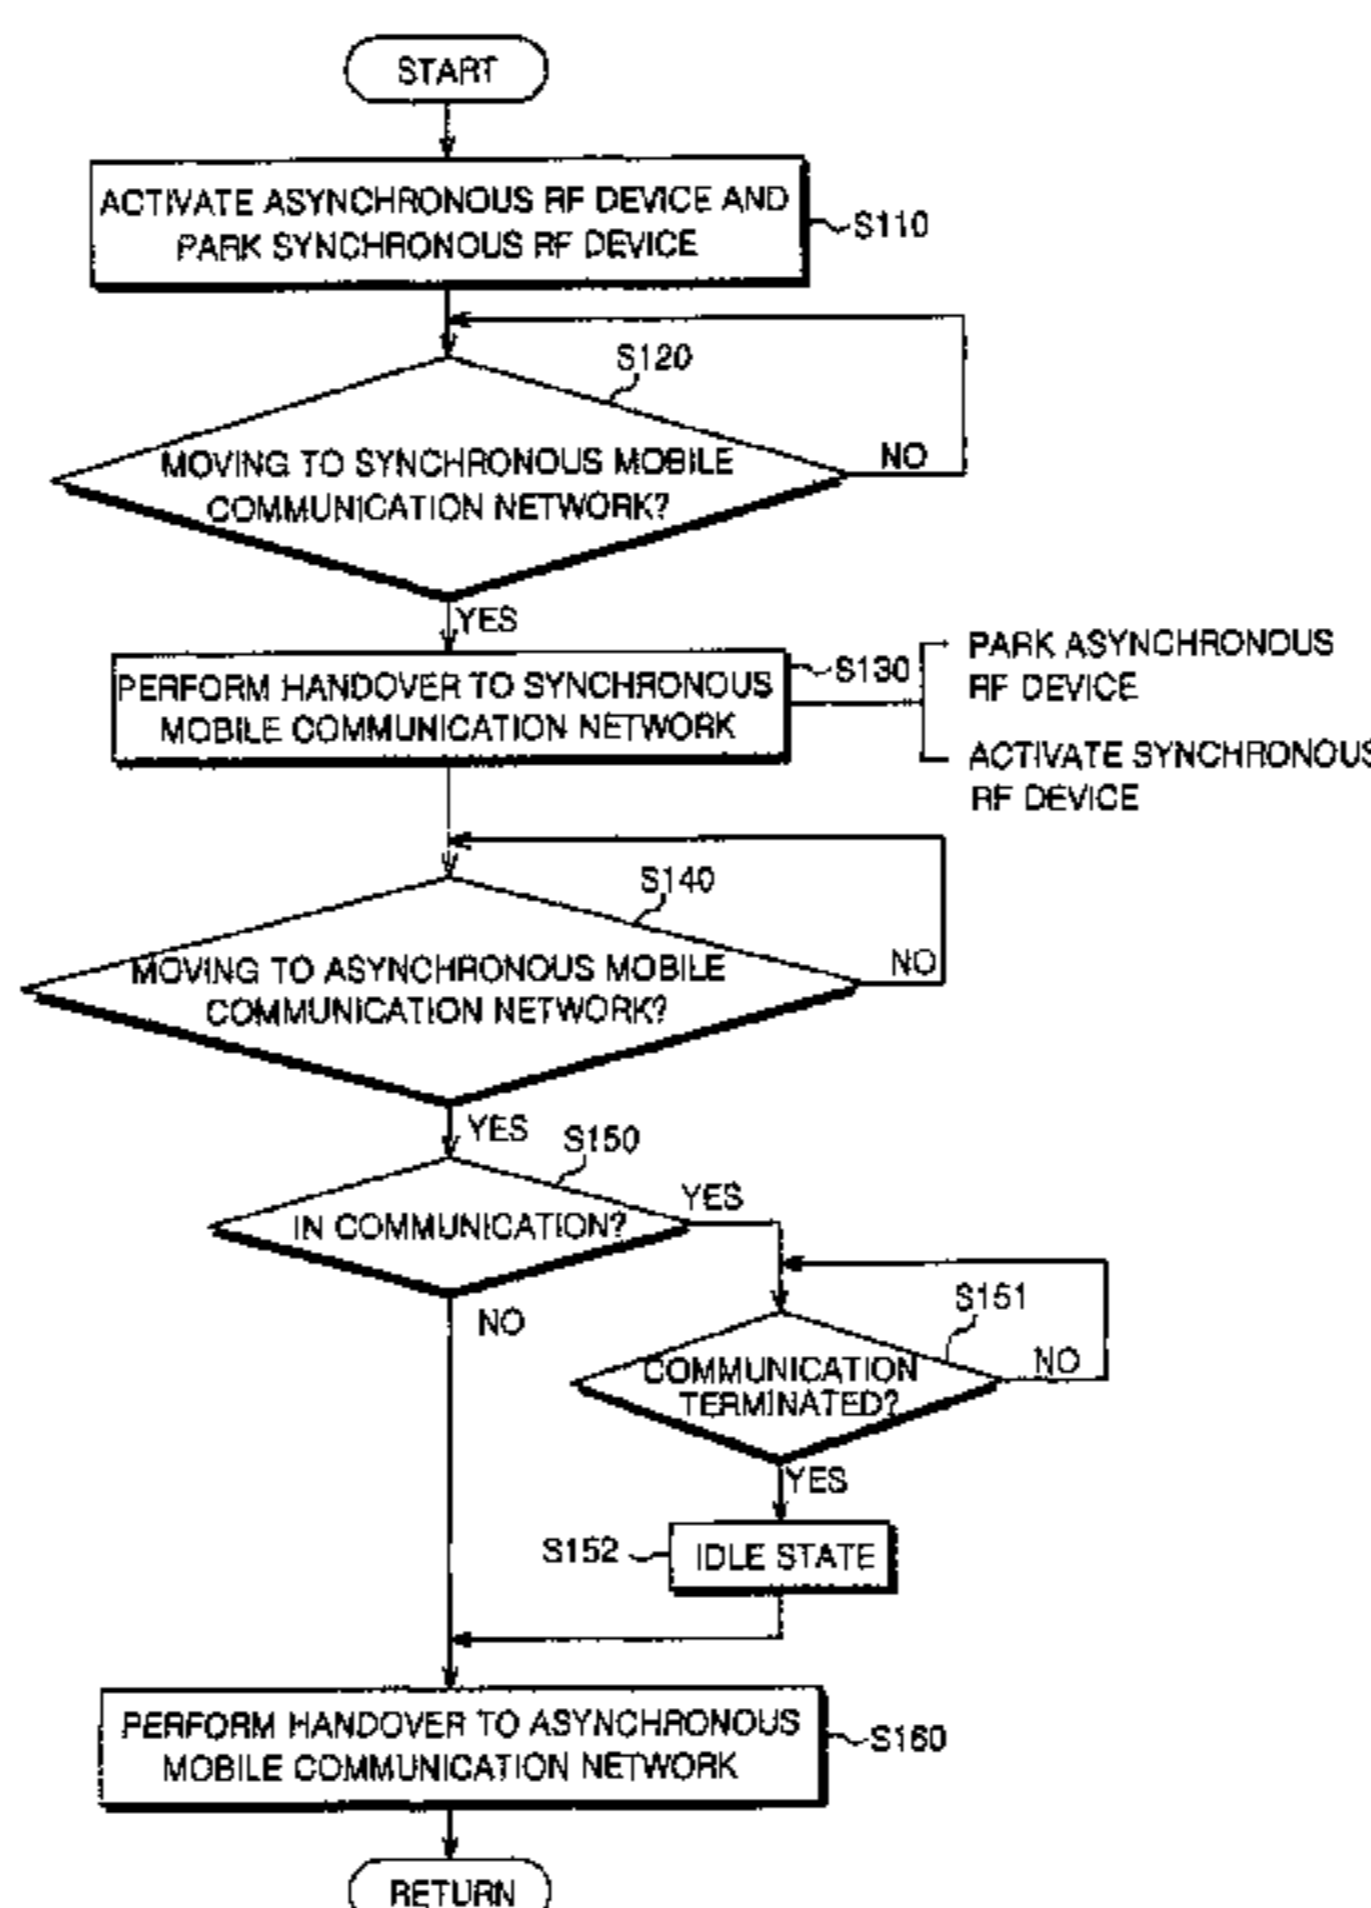 START
ACTIVATE ASYNCHRONOUS RF DEVICE AND
PARK SYNCHRONOUS RF DEVICE
S110
S120
MOVING TO SYNCHRONOUS MOBILE
COMMUNICATION NETWORK?
NO
YES
PERFORM HANDOVER TO SYNCHRONOUS
MOBILE COMMUNICATION NETWORK
S130
PARK ASYNCHRONOUS
RF DEVICE
ACTIVATE SYNCHRONOUS
RF DEVICE
S140
MOVING TO ASYNCHRONOUS MOBILE
COMMUNICATION NETWORK?
NO
YES
S150
IN COMMUNICATION?
YES
NO
S151
COMMUNICATION
TERMINATED?
NO
YES
S152
IDLE STATE
PERFORM HANDOVER TO ASYNCHRONOUS
MOBILE COMMUNICATION NETWORK
S160
RETURN